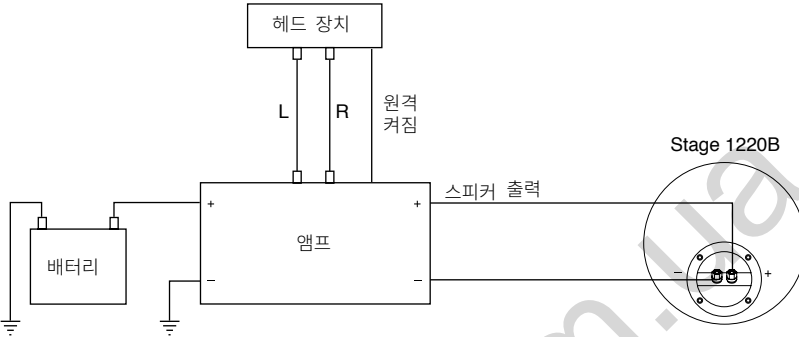 헤드 장치
L
R
원격
켜짐
Stage 1220B
스피커 출력
+
+
앰프
배터리
−
−
−
+
m.ua